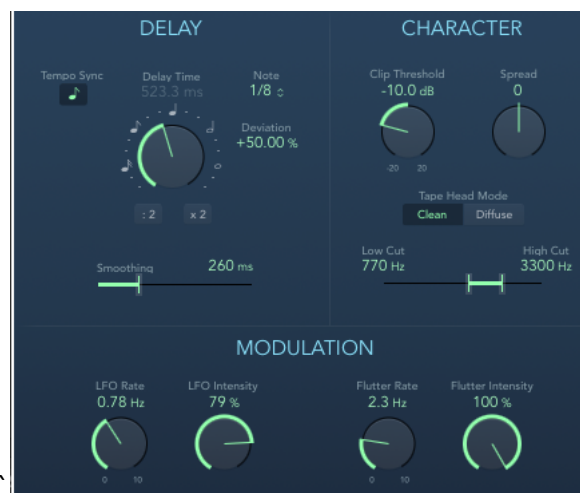 DELAY
Tempo Sync
Delay Time
523.3 ms
Note
1/8
Deviation
+50.00 %
: 2
x 2
Smoothing
260 ms
CHARACTER
Clip Threshold
-10.0 dB
-20 20
Spread
0
Tape Head Mode
Clean Diffuse
Low Cut
770 Hz
High Cut
3300 Hz
MODULATION
LFO Rate
0.78 Hz
0 10
LFO Intensity
79 %
Flutter Rate
2.3 Hz
0 10
Flutter Intensity
100 %